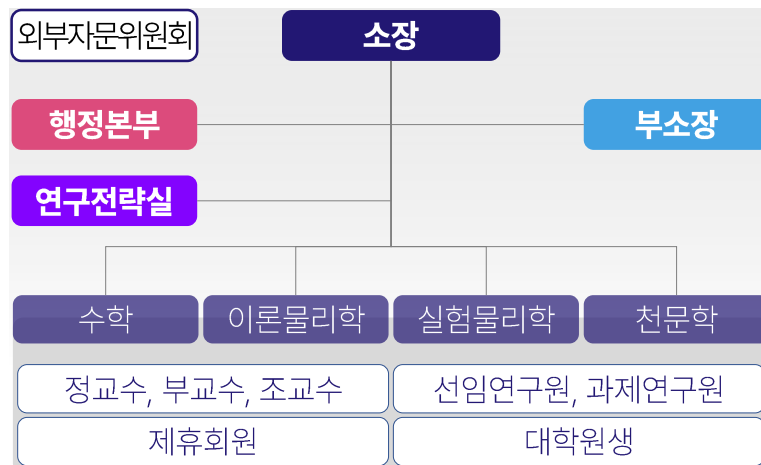 외부자문위원회
소장
행정본부
부소장
연구전략실
수학
이론물리학
실험물리학
천문학
정교수, 부교수, 조교수
선임연구원, 과제연구원
제휴회원
대학원생